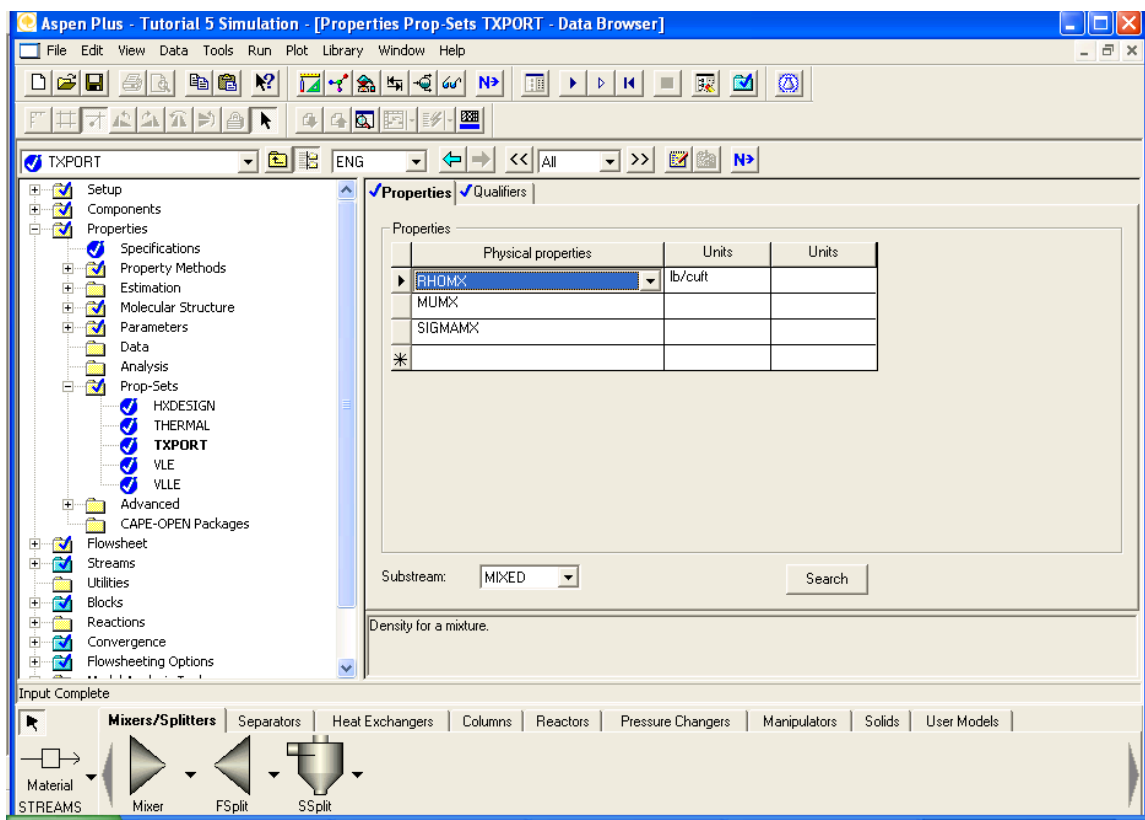 Aspen Plus - Tutorial 5 Simulation - [Properties Prop-Sets TXPORT - Data Browser]
File Edit View Data Tools Run Plot Library Window Help
N>
TXPORT ENG << All >> N>
Setup
Components
Properties
Specifications
Property Methods
Estimation
Molecular Structure
Parameters
Data
Analysis
Prop-Sets
HXDESIGN
THERMAL
TXPORT
VLE
VLLE
Advanced
CAPE-OPEN Packages
Flowsheet
Streams
Utilities
Blocks
Reactions
Convergence
Flowsheeting Options
Properties Qualifiers
Properties
Physical properties Units Units
RHOMX lb/cuft
MUMX
SIGMAMX
Substream: MIXED Search
Density for a mixture.
Input Complete
Mixers/Splitters Separators Heat Exchangers Columns Reactors Pressure Changers Manipulators Solids User Models
Material
STREAMS Mixer FSplit SSplit